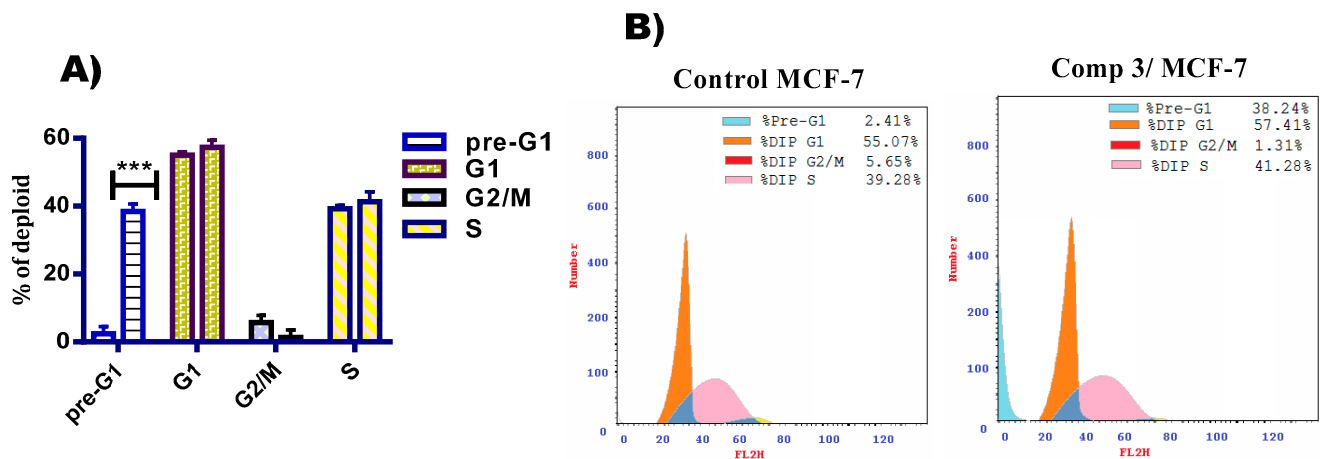 A)
60
40
20
0
% of deploid
***
pre-G1
G1
G2/M
S
pre-G1
G1
G2/M
S
B)
Control MCF-7
%Pre-G1 2.41%
%DIP G1 55.07%
%DIP G2/M 5.65%
%DIP S 39.28%
800
600
400
200
100
0
Number
0 20 40 60 80 100 120
FL2H
Comp 3/ MCF-7
%Pre-G1 38.24%
%DIP G1 57.41%
%DIP G2/M 1.31%
%DIP S 41.28%
800
600
400
200
100
0
Number
0 20 40 60 80 100 120
FL2H